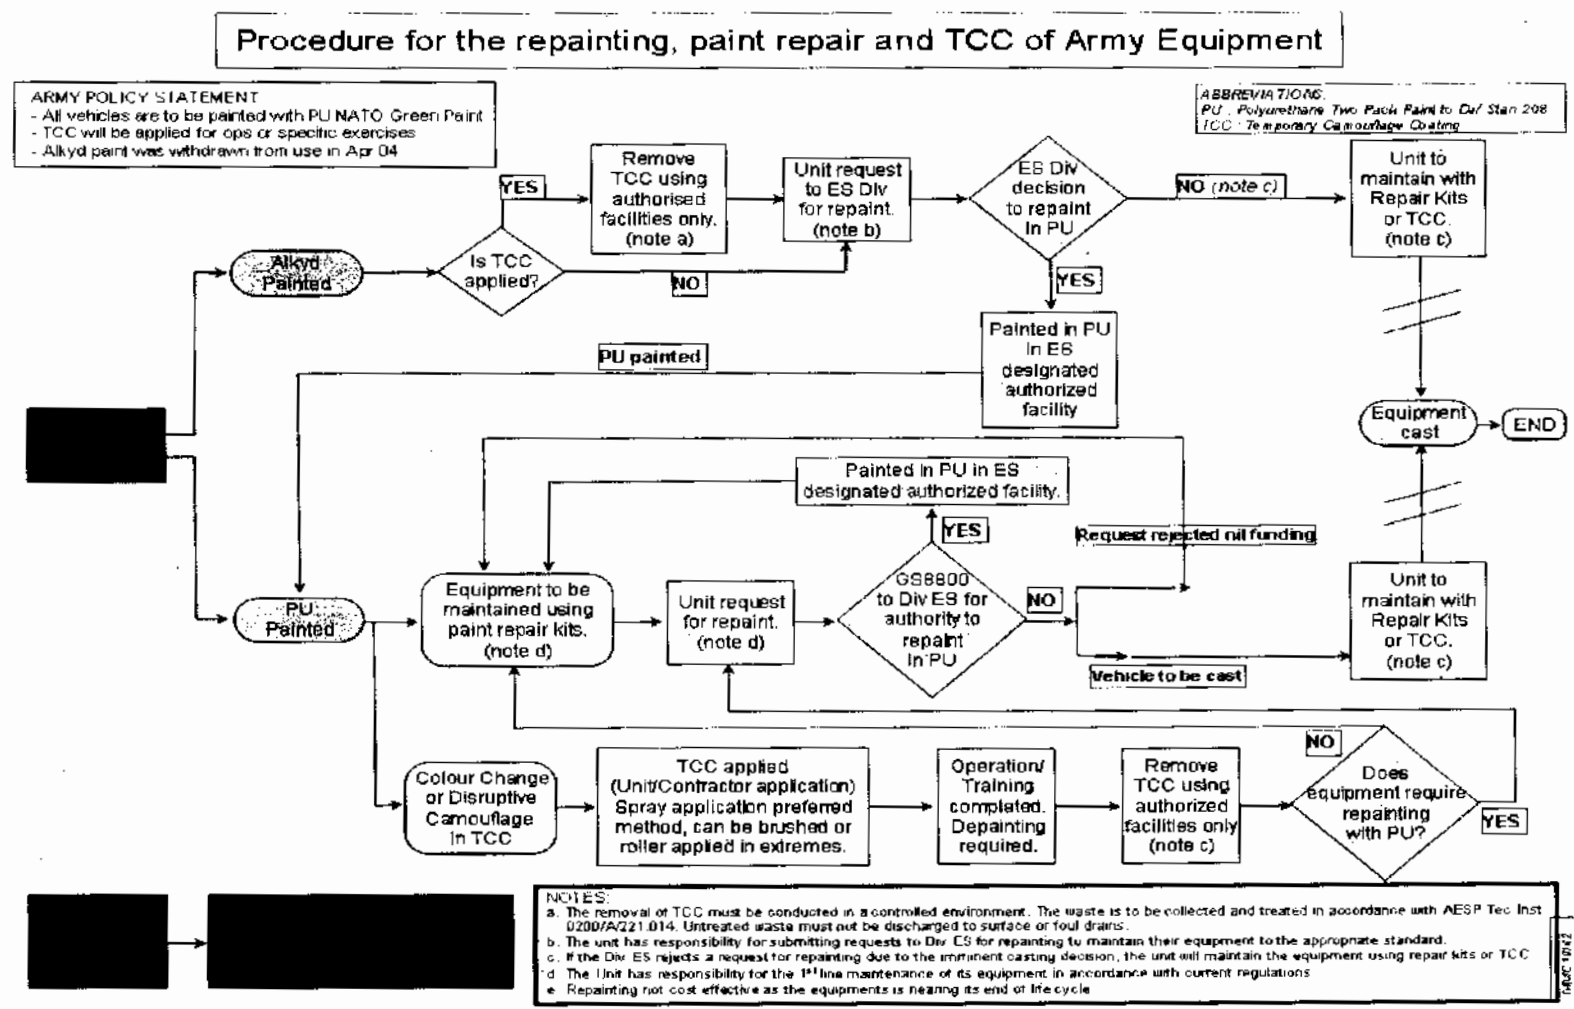 Procedure for the repainting, paint repair and TCC of Army Equipment
ARMY POLICY STATEMENT
- All vehicles are to be painted with PU NATO Green Paint
- TCC will be applied for ops or specific exercises
- Alkyd paint was withdrawn from use in Apr 04
ABBREVIATIONS:
PU : Polyurethane Two Pack Paint to Def Stan 208
TCC : Temporary Camouflage Coating
Alkyd
Painted
Is TCC
applied?
YES
NO
Remove
TCC using
authorised
facilities only.
(note a)
Unit request
to ES Div
for repaint.
(note b)
ES Div
decision
to repaint
In PU
NO (note c)
YES
Unit to
maintain with
Repair Kits
or TCC.
(note c)
Painted in PU
In ES
designated
authorized
facility
PU painted
Equipment
cast
END
Painted in PU in ES
designated authorized facility.
YES
Request rejected nil funding
PU
Painted
Equipment to be
maintained using
paint repair kits.
(note d)
Unit request
for repaint.
(note d)
GS8800
to Div ES for
authority to
repaint
In PU
NO
Vehicle to be cast
Unit to
maintain with
Repair Kits
or TCC.
(note c)
Colour Change
or Disruptive
Camouflage
in TCC
TCC applied
(Unit/Contractor application)
Spray application preferred
method, can be brushed or
roller applied in extremes.
Operation/
Training
completed.
Depainting
required.
Remove
TCC using
authorized
facilities only
(note c)
NO
Does
equipment require
repainting
with PU?
YES
NOTES:
a. The removal of TCC must be conducted in a controlled environment. The waste is to be collected and treated in accordance with AESP Tec Inst
0200/A/221.014. Untreated waste must not be discharged to surface or foul drains.
b. The unit has responsibility for submitting requests to Div ES for repainting to maintain their equipment to the appropriate standard.
c. If the Div ES rejects a request for repainting due to the imminent casting decision, the unit will maintain the equipment using repair kits or TCC
d The Unit has responsibility for the 1st line maintenance of its equipment in accordance with current regulations
e Repainting not cost effective as the equipments is nearing its end of life cycle